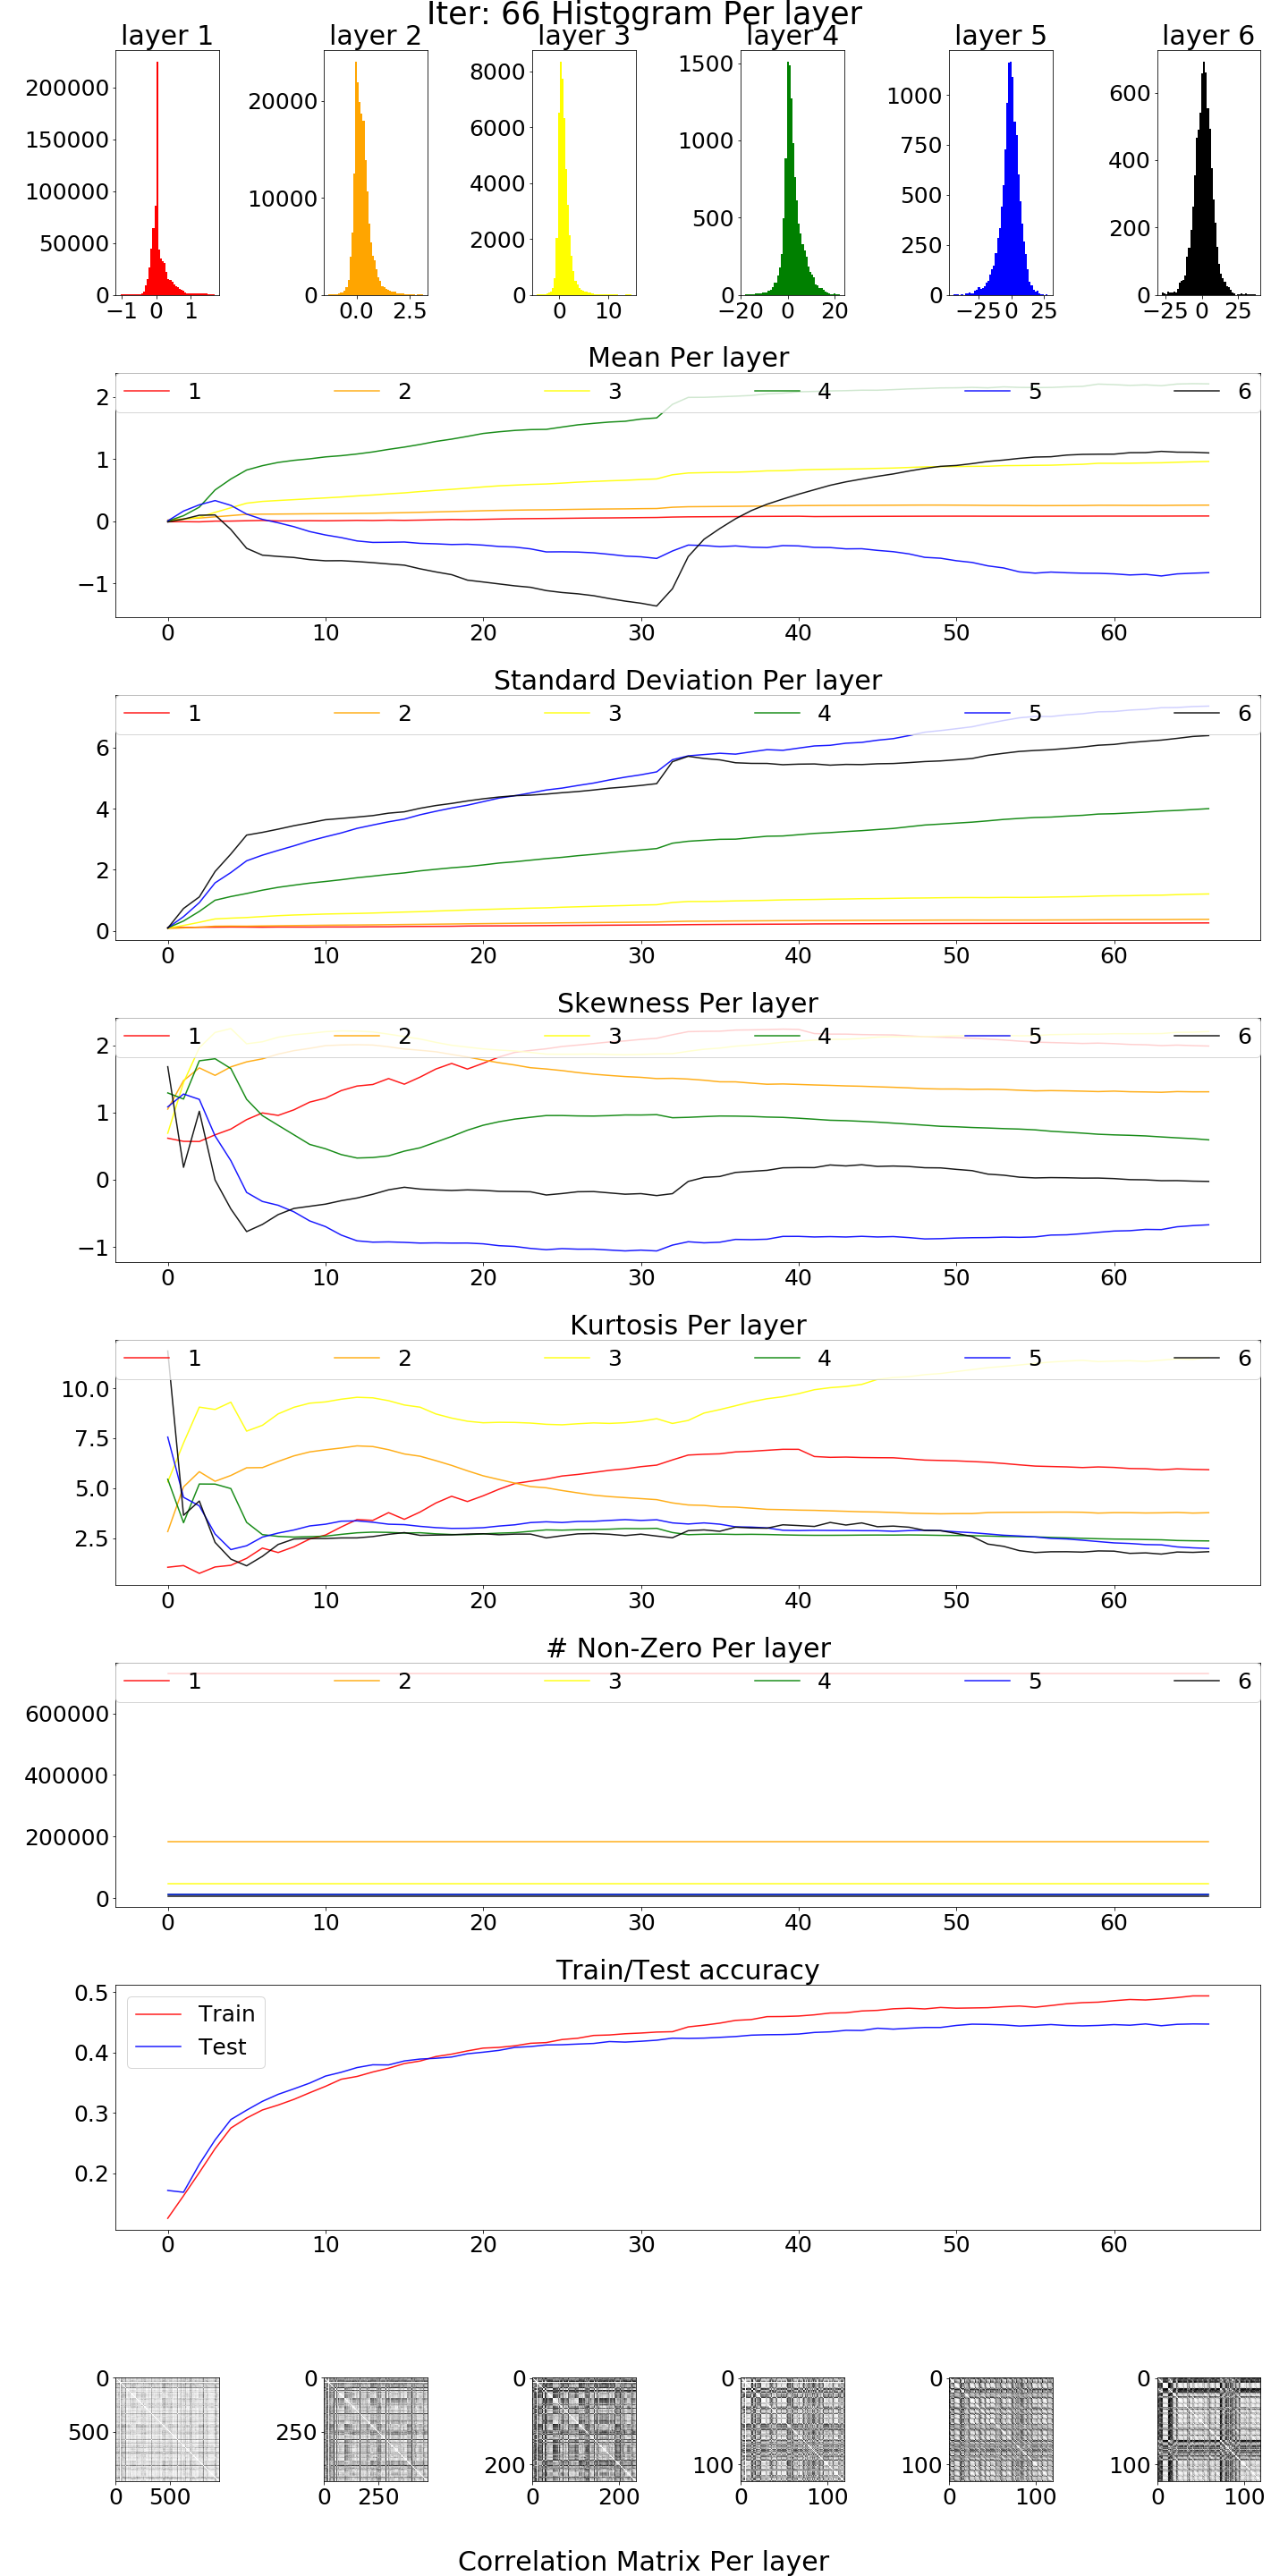 Iter: 66 Histogram Per layer
layer 1 layer 2 layer 3 layer 4 layer 5 layer 6
200000 150000 100000 50000 0
−1 0 1
20000 10000 0
0.0 2.5
8000 6000 4000 2000 0
0 10
1500 1000 500 0
−20 0 20
1000 750 500 250 0
−25 0 25
600 400 200 0
−25 0 25
Mean Per layer
1 2 3 4 5 6
2
1
0
−1
0 10 20 30 40 50 60
Standard Deviation Per layer
1 2 3 4 5 6
6
4
2
0
0 10 20 30 40 50 60
Skewness Per layer
1 2 3 4 5 6
2
1
0
−1
0 10 20 30 40 50 60
Kurtosis Per layer
1 2 3 4 5 6
10.0
7.5
5.0
2.5
0 10 20 30 40 50 60
# Non-Zero Per layer
1 2 3 4 5 6
600000
400000
200000
0
0 10 20 30 40 50 60
Train/Test accuracy
0.5
Train
Test
0.4
0.3
0.2
0 10 20 30 40 50 60
0 500
0 500
0 250
0 250
0 200
0 200
0 100
0 100
0 100
0 100
0 100
0 100
Correlation Matrix Per layer